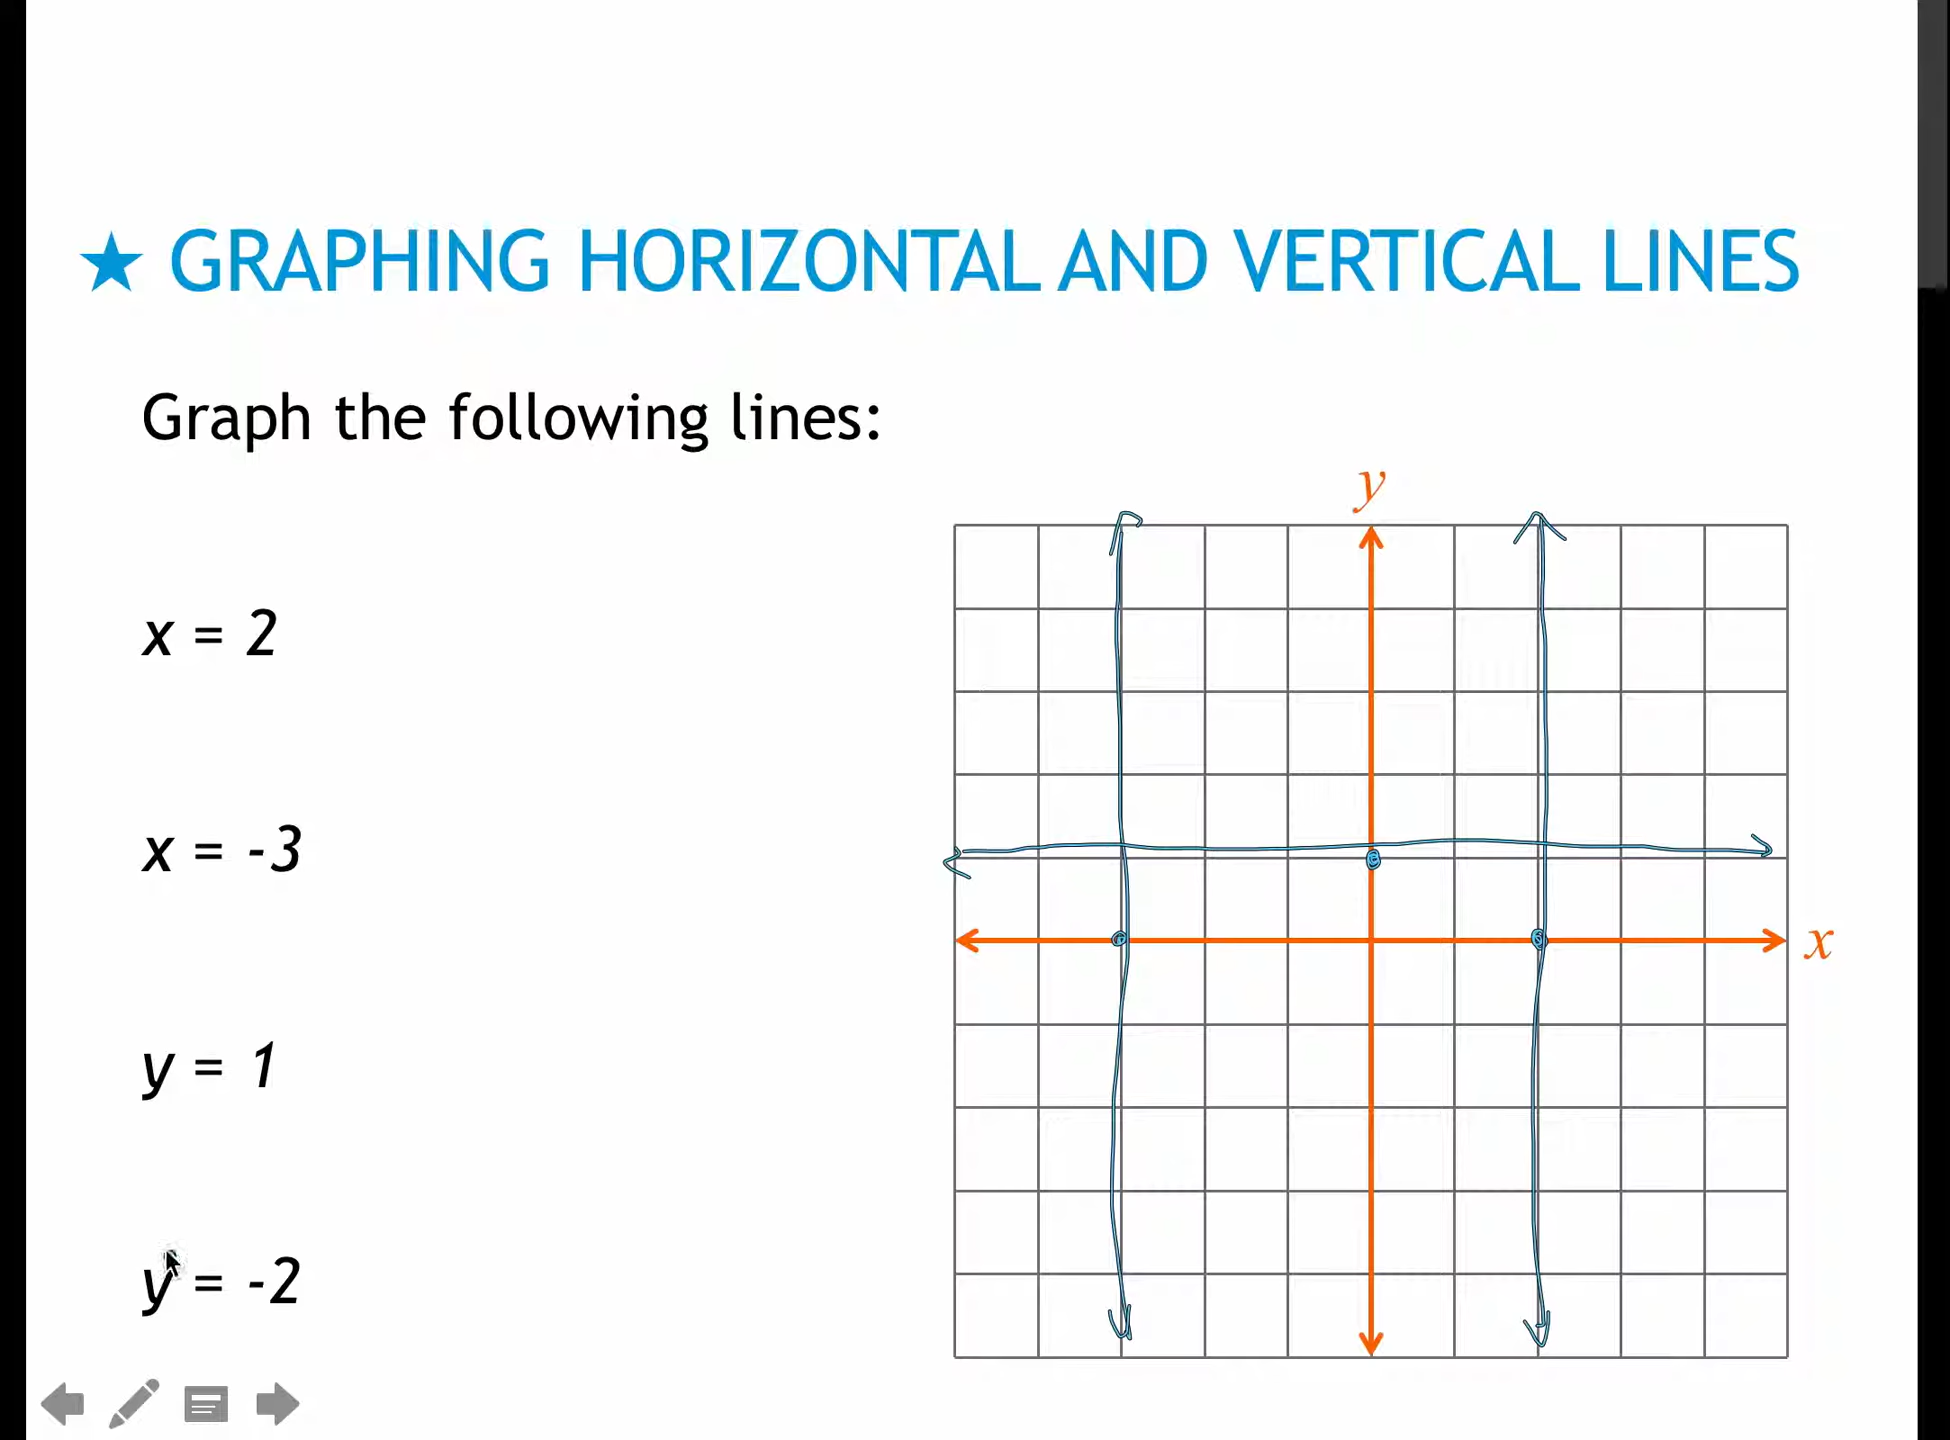 ★ GRAPHING HORIZONTAL AND VERTICAL LINES
Graph the following lines:
y
x = 2
x = -3
x
y = 1
y = -2